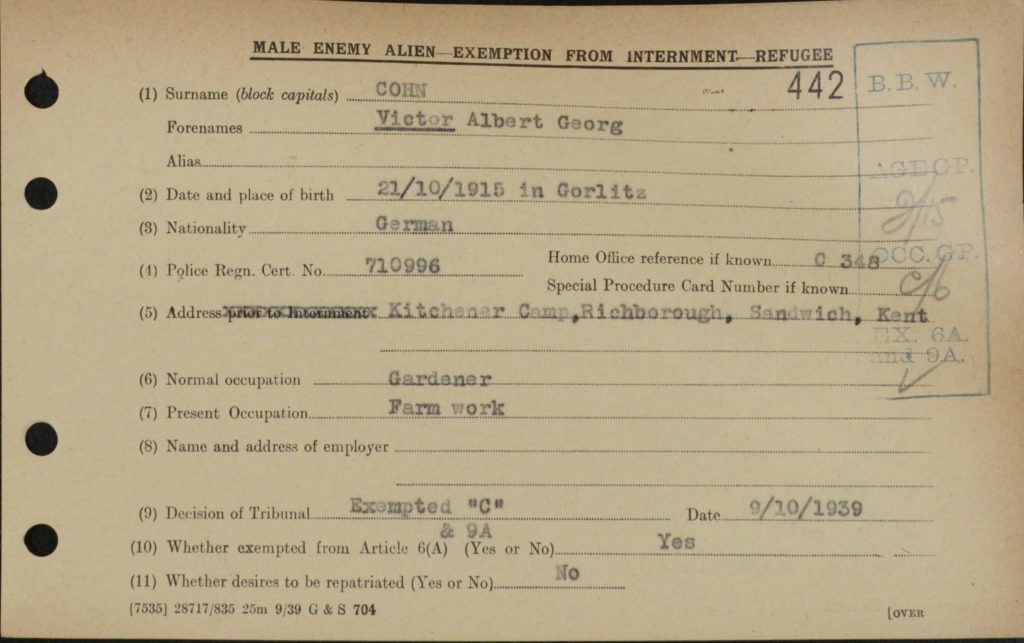 MALE ENEMY ALIEN—EXEMPTION FROM INTERNMENT—REFUGEE
442
B.B.W.
(1) Surname (block capitals) COHN
Forenames Victor Albert Georg
Alias
AGE GP.
(2) Date and place of birth 21/10/1915 in Gorlitz
(3) Nationality German
(4) Police Regn. Cert. No. 710996
Home Office reference if known C 348
OCC. GP.
Special Procedure Card Number if known
(5) Address prior to Internment Kitchener Camp, Richborough, Sandwich, Kent
EX. 6A.
and 9A.
(6) Normal occupation Gardener
(7) Present Occupation Farm work
(8) Name and address of employer
(9) Decision of Tribunal Exempted "C" Date 9/10/1939
& 9A
(10) Whether exempted from Article 6(A) (Yes or No) Yes
(11) Whether desires to be repatriated (Yes or No) No
[7535] 28717/835 25m 9/39 G & S 704
[OVER